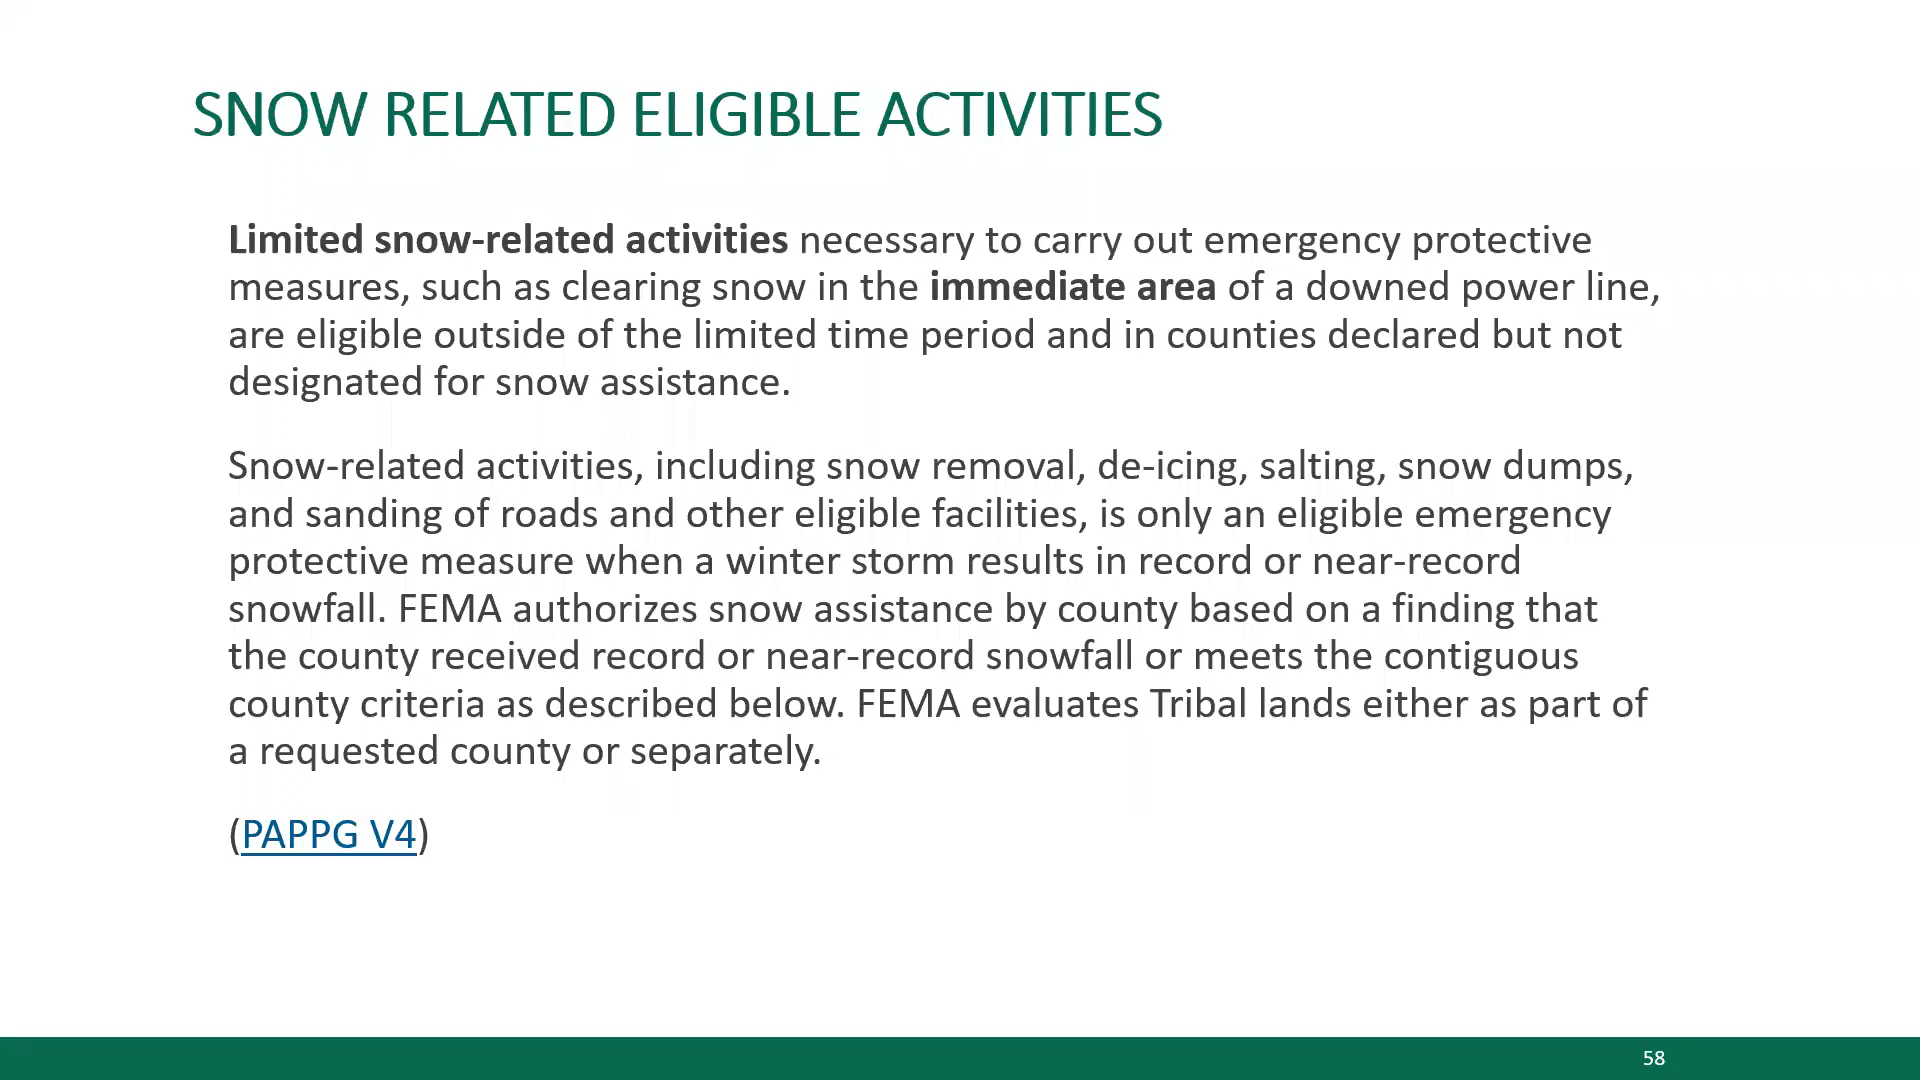 SNOW RELATED ELIGIBLE ACTIVITIES
Limited snow-related activities necessary to carry out emergency protective
measures, such as clearing snow in the immediate area of a downed power line,
are eligible outside of the limited time period and in counties declared but not
designated for snow assistance.
Snow-related activities, including snow removal, de-icing, salting, snow dumps,
and sanding of roads and other eligible facilities, is only an eligible emergency
protective measure when a winter storm results in record or near-record
snowfall. FEMA authorizes snow assistance by county based on a finding that
the county received record or near-record snowfall or meets the contiguous
county criteria as described below. FEMA evaluates Tribal lands either as part of
a requested county or separately.
(PAPPG V4)
58